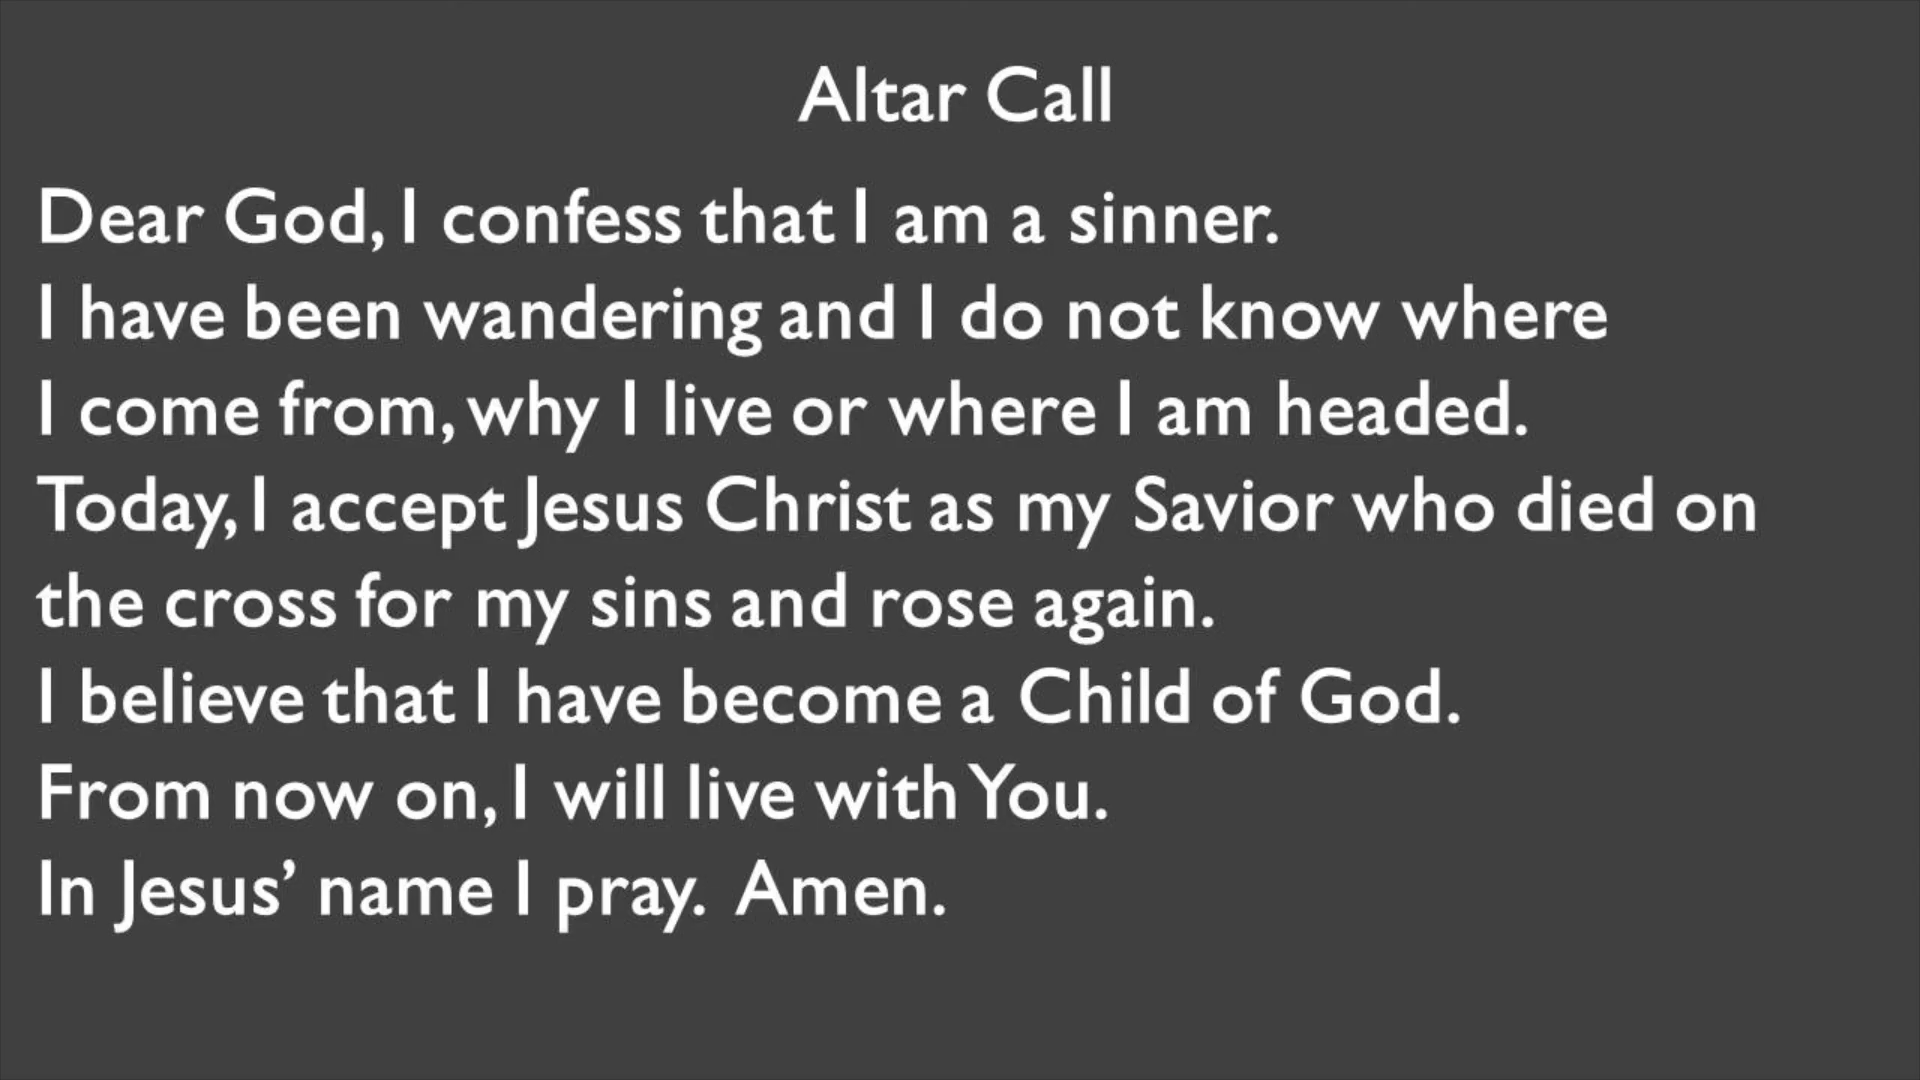 Altar Call
Dear God, I confess that I am a sinner.
I have been wandering and I do not know where
I come from, why I live or where I am headed.
Today, I accept Jesus Christ as my Savior who died on
the cross for my sins and rose again.
I believe that I have become a Child of God.
From now on, I will live with You.
In Jesus’ name I pray.  Amen.